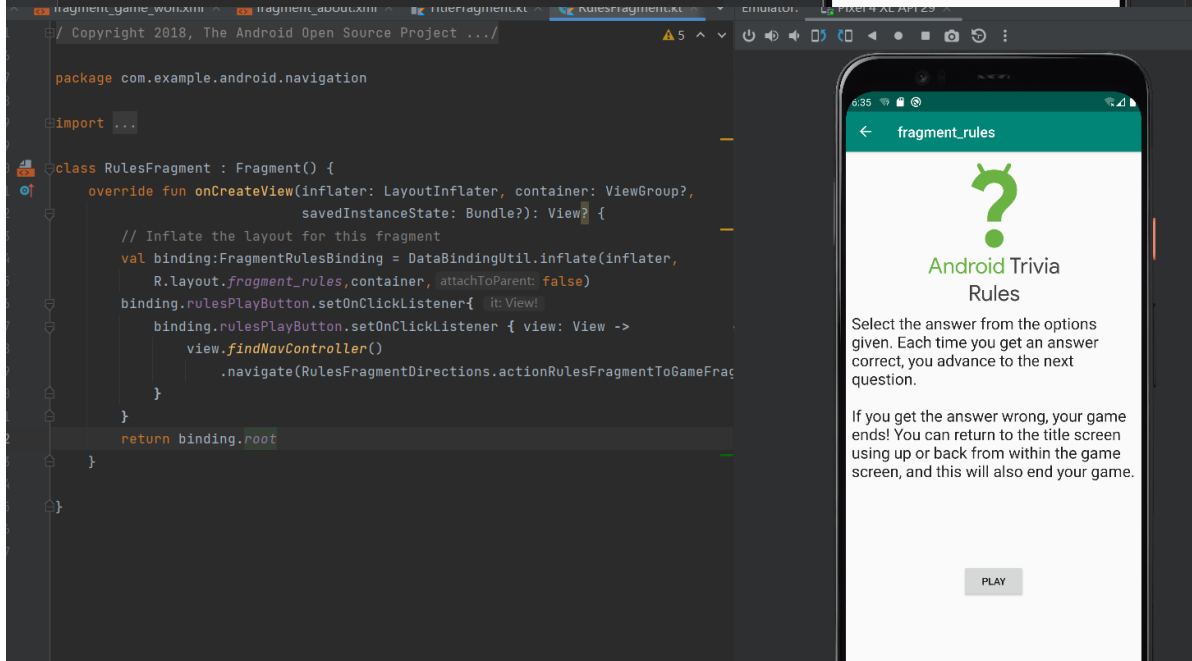 fragment_game_won.xml
fragment_about.xml
TitleFragment.kt
RulesFragment.kt
Emulator:
Pixel 4 XL API 29
/ Copyright 2018, The Android Open Source Project .../
5
package com.example.android.navigation
import ...
class RulesFragment : Fragment() {
override fun onCreateView(inflater: LayoutInflater, container: ViewGroup?,
savedInstanceState: Bundle?): View? {
// Inflate the layout for this fragment
val binding:FragmentRulesBinding = DataBindingUtil.inflate(inflater,
R.layout.fragment_rules,container, attachToParent: false)
binding.rulesPlayButton.setOnClickListener{ it: View!
binding.rulesPlayButton.setOnClickListener { view: View ->
view.findNavController()
.navigate(RulesFragmentDirections.actionRulesFragmentToGameFrag
}
}
return binding.root
}
}
6:35
fragment_rules
Android Trivia
Rules
Select the answer from the options
given. Each time you get an answer
correct, you advance to the next
question.
If you get the answer wrong, your game
ends! You can return to the title screen
using up or back from within the game
screen, and this will also end your game.
PLAY